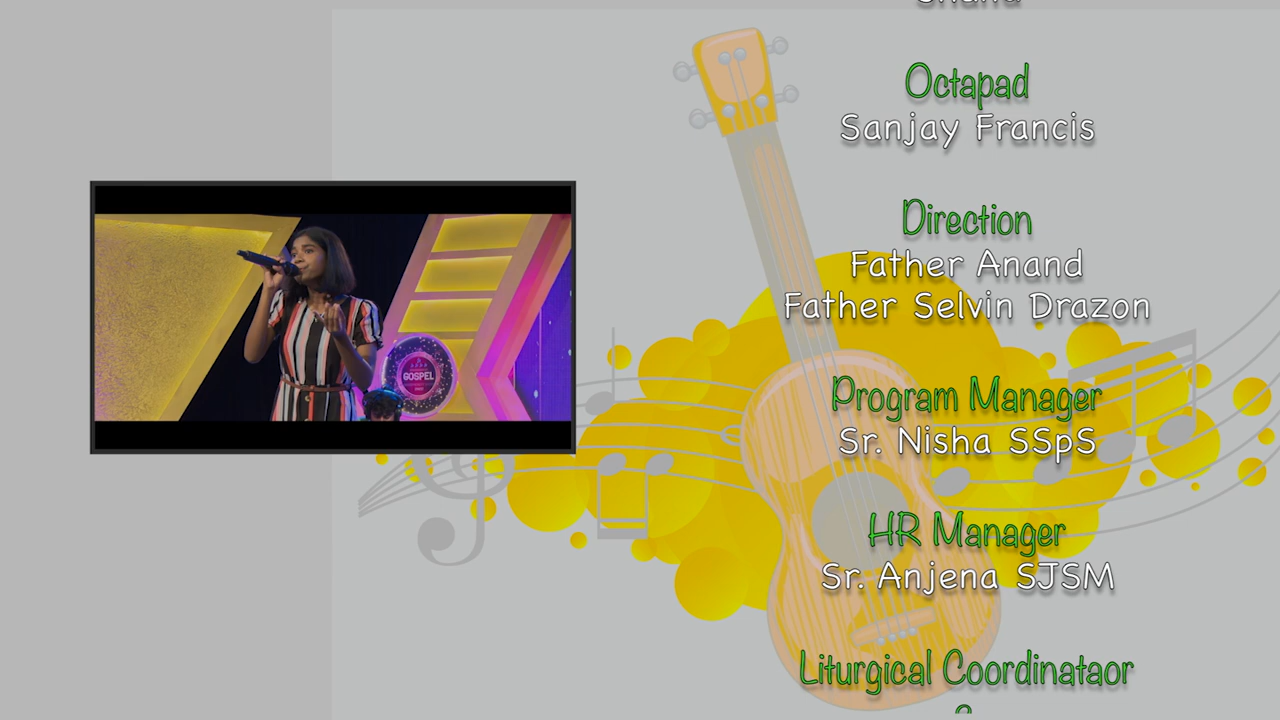 Octapad
Sanjay Francis
Direction
Father Anand
Father Selvin Drazon
Program Manager
Sr. Nisha SSpS
HR Manager
Sr. Anjena SJSM
Liturgical Coordinataor
GOSPEL